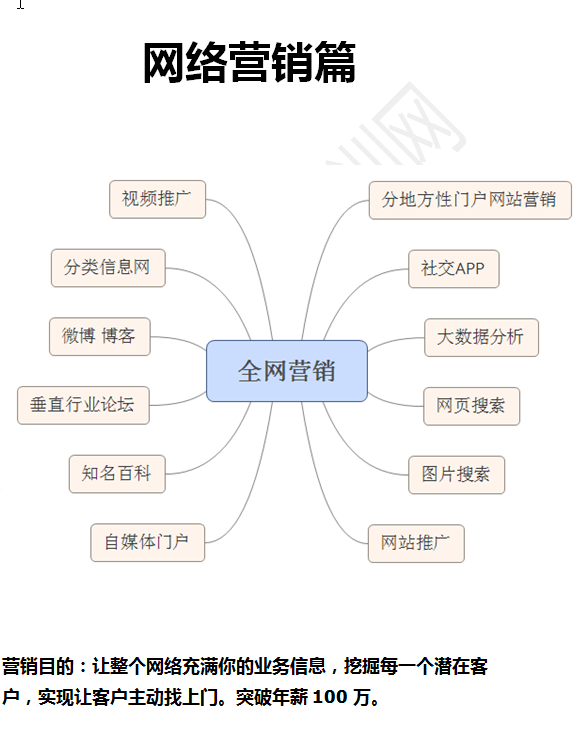 网络营销篇
训网
视频推广
分地方性门户网站营销
分类信息网
社交APP
微博 博客
大数据分析
全网营销
垂直行业论坛
网页搜索
知名百科
图片搜索
自媒体门户
网站推广
营销目的：让整个网络充满你的业务信息，挖掘每一个潜在客
户，实现让客户主动找上门。突破年薪 100 万。